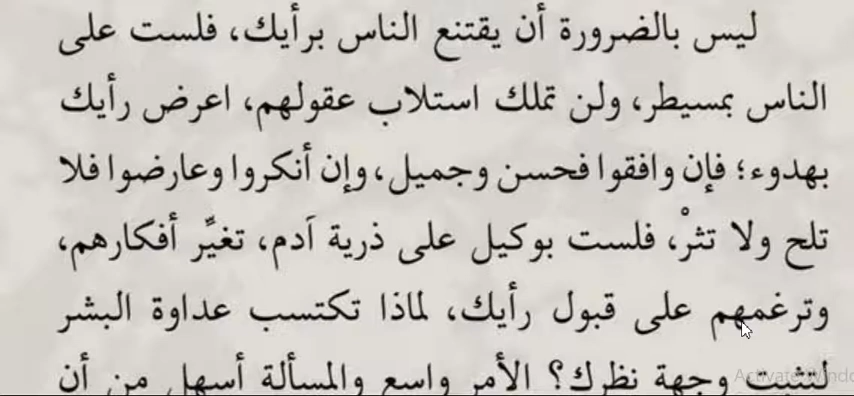 ليس بالضرورة أن يقتنع الناس برأيك، فلست على
الناس بمسيطر، ولن تملك استلاب عقولهم، اعرض رأيك
بهدوء؛ فإن وافقوا فحسن وجميل، وإن أنكروا وعارضوا فلا
تلح ولا تثرْ، فلست بوكيل على ذرية آدم، تغيِّر أفكارهم،
وترغمهم على قبول رأيك، لماذا تكتسب عداوة البشر
لتثبت وجهة نظرك؟ الأمر واسع والمسألة أسهل من أن
Activate Windo